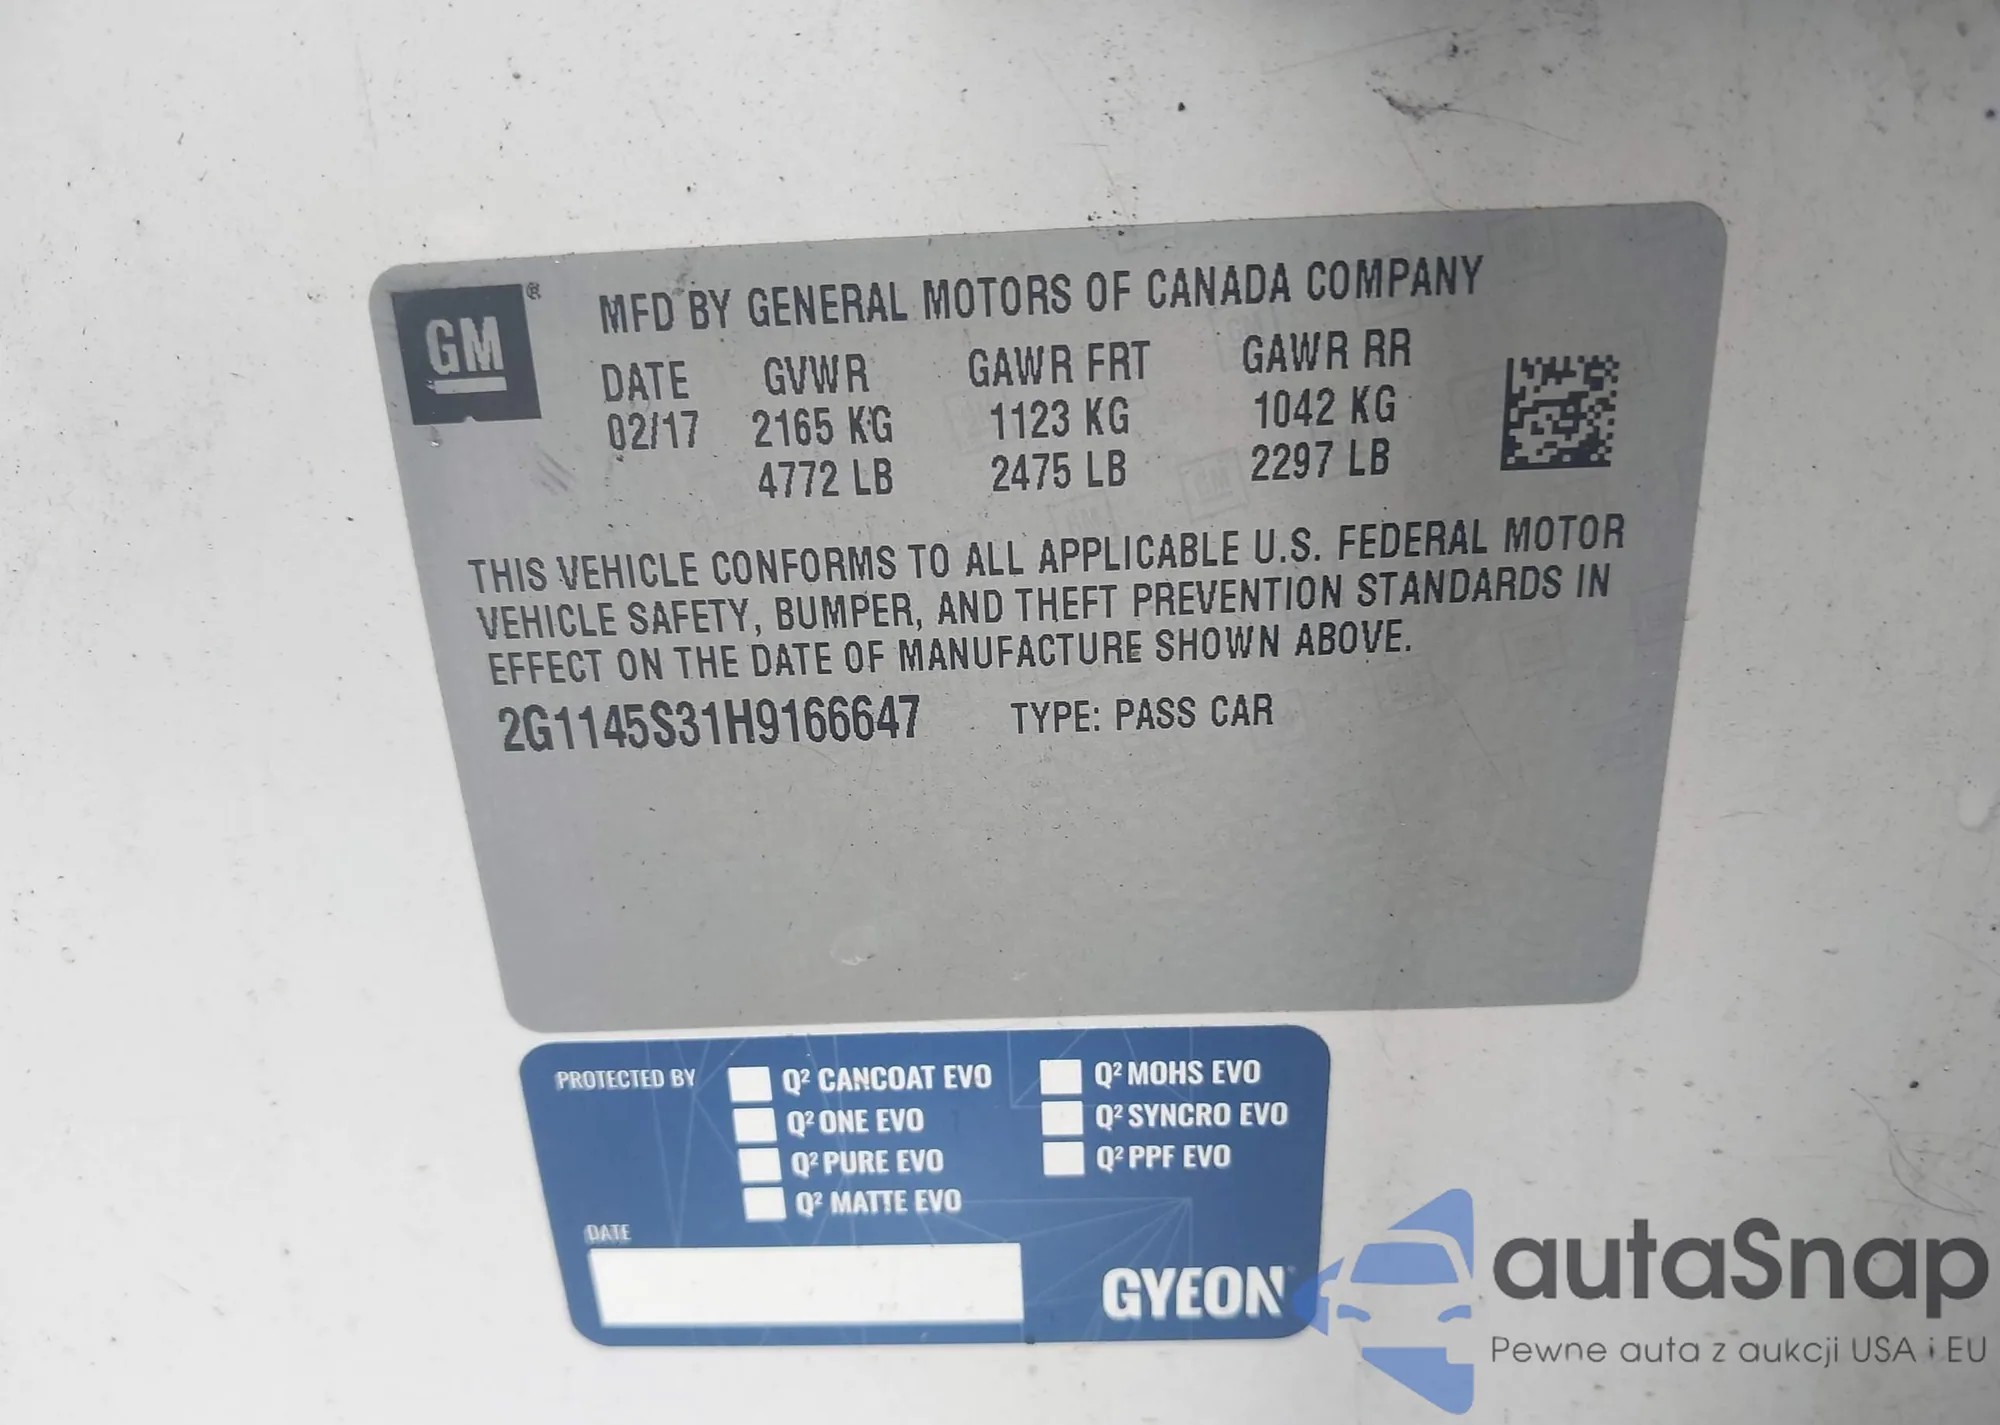 GM®
MFD BY GENERAL MOTORS OF CANADA COMPANY
DATE GVWR GAWR FRT GAWR RR
02/17 2165 KG 1123 KG 1042 KG
4772 LB 2475 LB 2297 LB
THIS VEHICLE CONFORMS TO ALL APPLICABLE U.S. FEDERAL MOTOR
VEHICLE SAFETY, BUMPER, AND THEFT PREVENTION STANDARDS IN
EFFECT ON THE DATE OF MANUFACTURE SHOWN ABOVE.
2G1145S31H9166647 TYPE: PASS CAR
PROTECTED BY
Q² CANCOAT EVO
Q² ONE EVO
Q² PURE EVO
Q² MATTE EVO
Q² MOHS EVO
Q² SYNCRO EVO
Q² PPF EVO
DATE
GYEON
autaSnap
Pewne auta z aukcji USA i EU